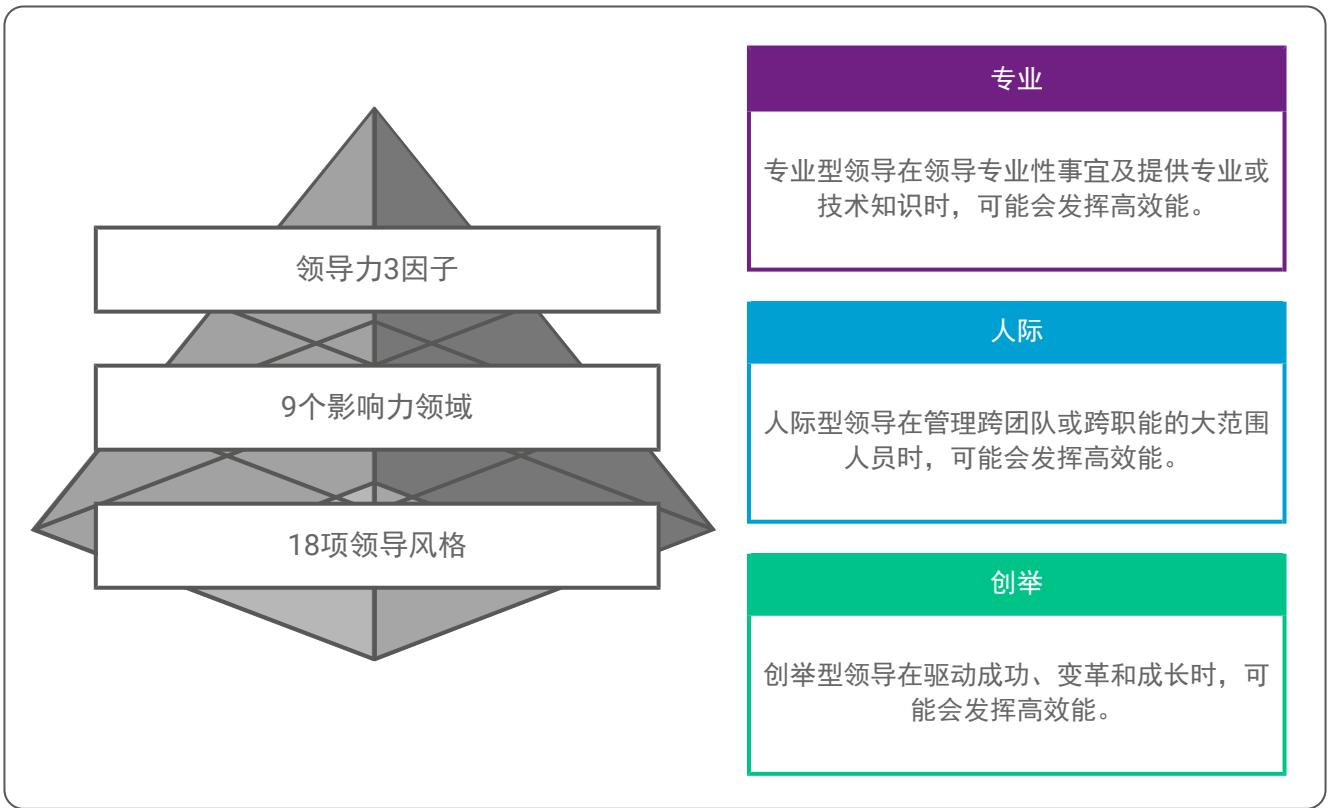 领导力3因子
9个影响力领域
18项领导风格
专业
专业型领导在领导专业性事宜及提供专业或
技术知识时，可能会发挥高效能。
人际
人际型领导在管理跨团队或跨职能的大范围
人员时，可能会发挥高效能。
创举
创举型领导在驱动成功、变革和成长时，可
能会发挥高效能。